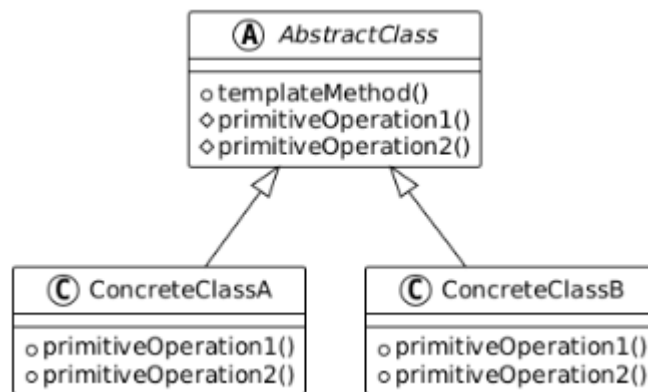 A AbstractClass
templateMethod()
primitiveOperation1()
primitiveOperation2()
C ConcreteClassA
primitiveOperation1()
primitiveOperation2()
C ConcreteClassB
primitiveOperation1()
primitiveOperation2()